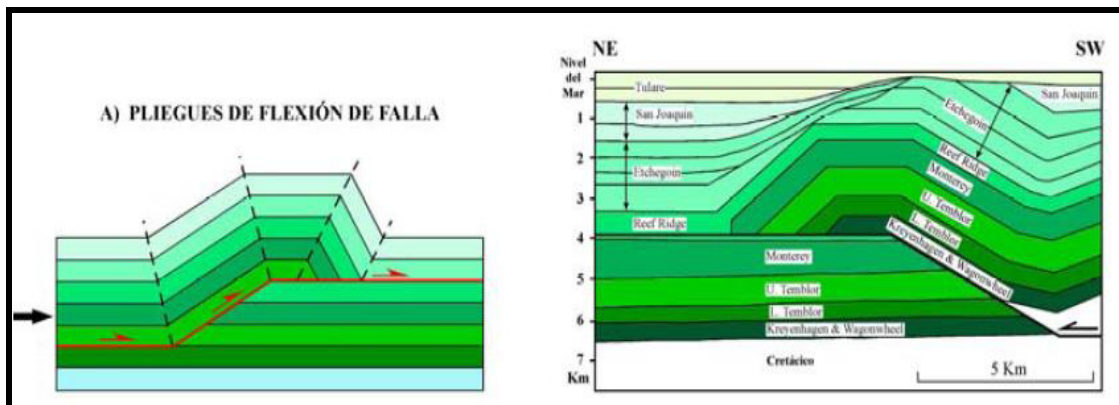 A) PLIEGUES DE FLEXIÓN DE FALLA
NE
SW
Nivel
del
Mar
1
2
3
4
5
6
7
Km
Tulare
San Joaquin
Etchegoin
Reef Ridge
Monterey
U. Temblor
L. Temblor
Kreyenhagen & Wagonwheel
Cretácico
San Joaquin
Etchegoin
Reef Ridge
Monterey
U. Temblor
L. Temblor
Kreyenhagen & Wagonwheel
5 Km